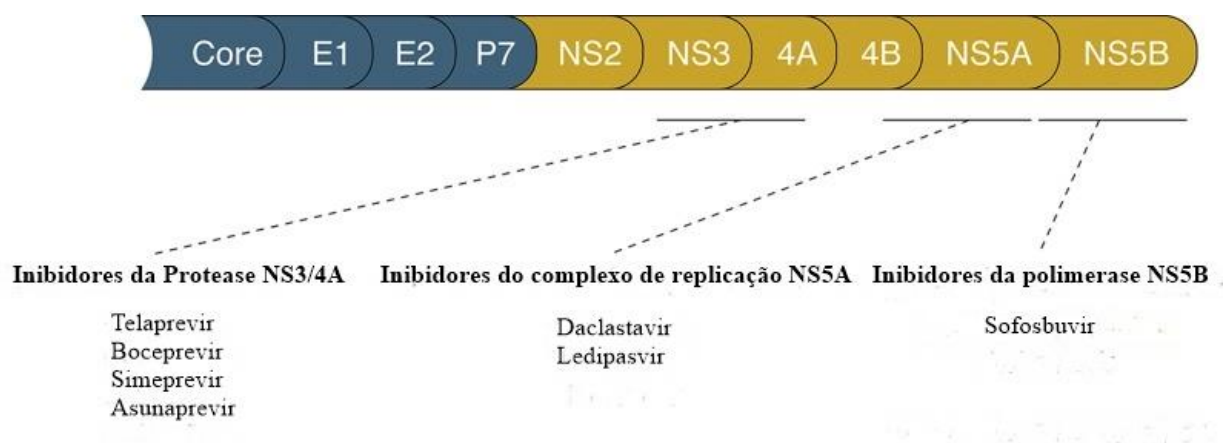 Core E1 E2 P7 NS2 NS3 4A 4B NS5A NS5B
Inibidores da Protease NS3/4A
Telaprevir
Boceprevir
Simeprevir
Asunaprevir
Inibidores do complexo de replicação NS5A
Daclastavir
Ledipasvir
Inibidores da polimerase NS5B
Sofosbuvir